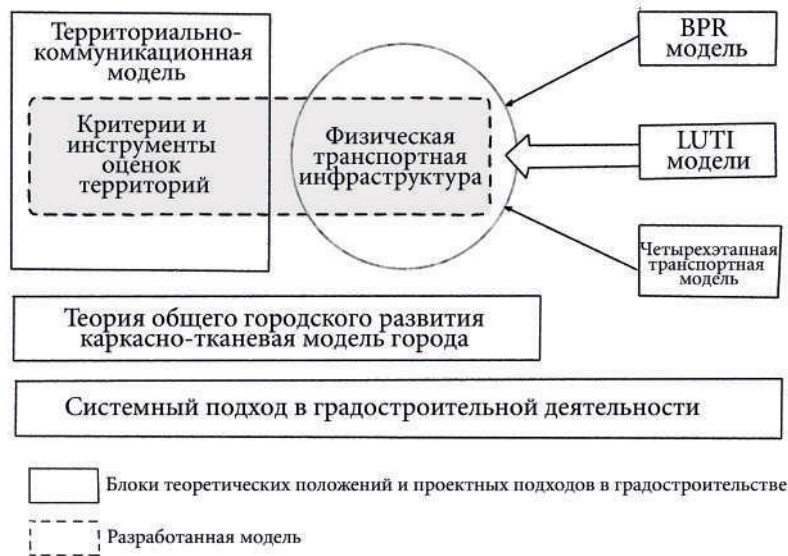 Территориально-
коммуникационная
модель
Критерии и
инструменты
оценок
территорий
Физическая
транспортная
инфраструктура
BPR
модель
LUTI
модели
Четырехэтапная
транспортная
модель
Теория общего городского развития
каркасно-тканевая модель города
Системный подход в градостроительной деятельности
Блоки теоретических положений и проектных подходов в градостроительстве
Разработанная модель